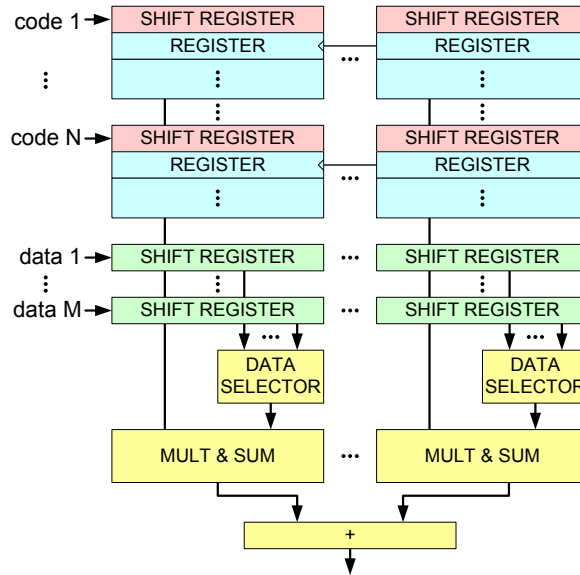 code 1
SHIFT REGISTER
SHIFT REGISTER
REGISTER
REGISTER
...
code N
SHIFT REGISTER
SHIFT REGISTER
REGISTER
REGISTER
...
data 1
SHIFT REGISTER
...
SHIFT REGISTER
data M
SHIFT REGISTER
...
SHIFT REGISTER
...
...
DATA
SELECTOR
DATA
SELECTOR
MULT & SUM
...
MULT & SUM
+